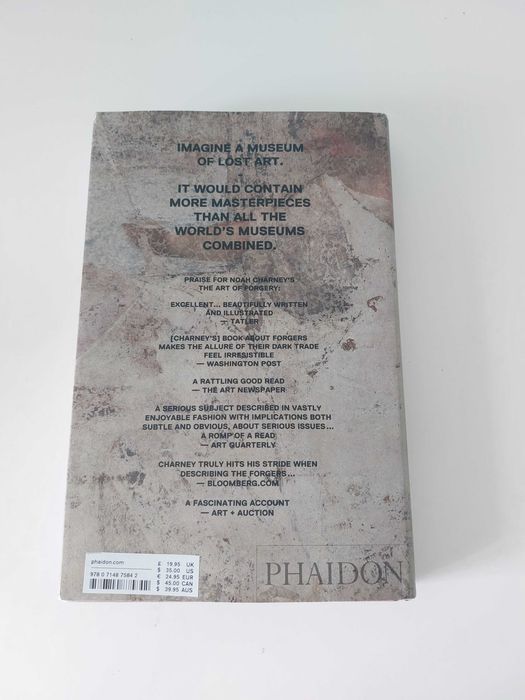 IMAGINE A MUSEUM
OF LOST ART.
IT WOULD CONTAIN
MORE MASTERPIECES
THAN ALL THE
WORLD'S MUSEUMS
COMBINED.
PRAISE FOR NOAH CHARNEY'S
THE ART OF FORGERY:
EXCELLENT... BEAUTIFULLY WRITTEN
AND ILLUSTRATED
— TATLER
[CHARNEY'S] BOOK ABOUT FORGERS
MAKES THE ALLURE OF THEIR DARK TRADE
FEEL IRRESISTIBLE
— WASHINGTON POST
A RATTLING GOOD READ
— THE ART NEWSPAPER
A SERIOUS SUBJECT DESCRIBED IN VASTLY
ENJOYABLE FASHION WITH IMPLICATIONS BOTH
SUBTLE AND OBVIOUS, ABOUT SERIOUS ISSUES...
A ROMP OF A READ
— ART QUARTERLY
CHARNEY TRULY HITS HIS STRIDE WHEN
DESCRIBING THE FORGERS...
— BLOOMBERG.COM
A FASCINATING ACCOUNT
— ART + AUCTION
phaidon.com
978 0 7148 7584 2
£ 19.95 UK
$ 35.00 US
€ 24.95 EUR
$ 45.00 CAN
$ 39.95 AUS
PHAIDON